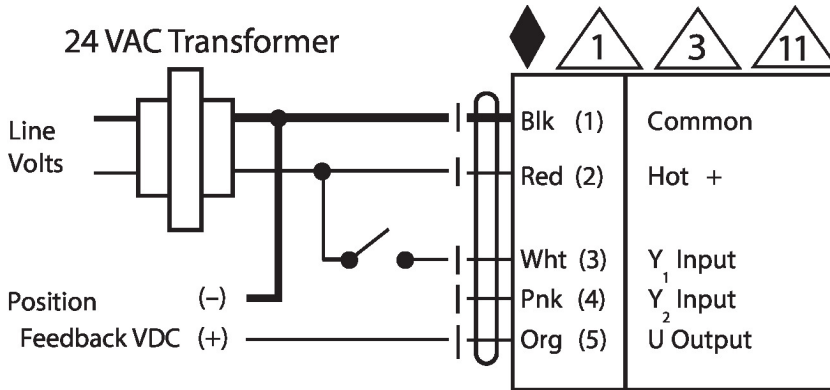 24 VAC Transformer
1 3 11
Line
Volts
Blk (1) Common
Red (2) Hot +
Wht (3) Y1 Input
Pnk (4) Y2 Input
Org (5) U Output
Position (–)
Feedback VDC (+)